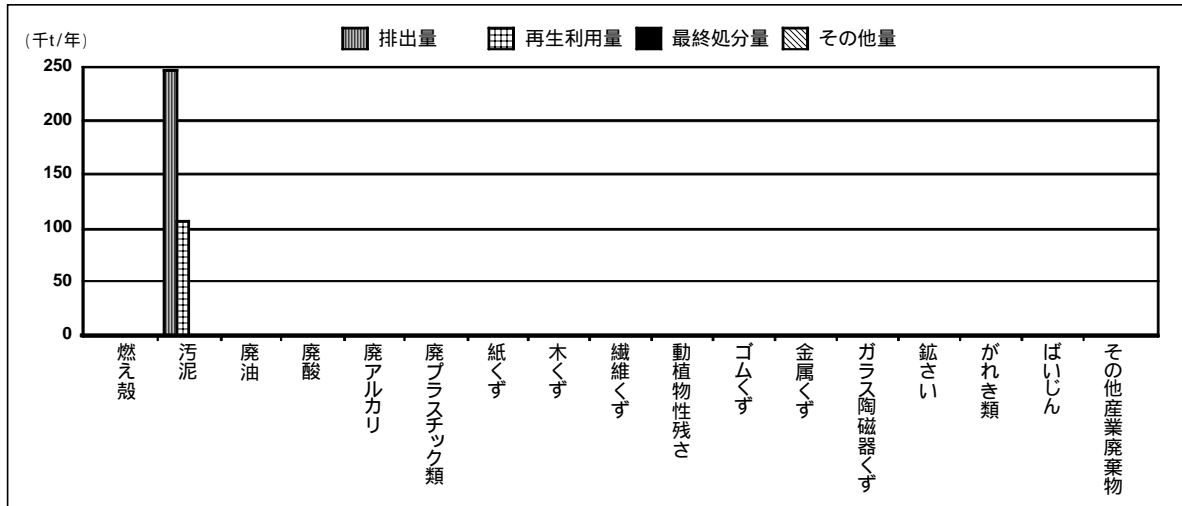 (千t/年)
排出量 再生利用量 最終処分量 その他量
250
200
150
100
50
0
燃え殻
汚泥
廃油
廃酸
廃アルカリ
廃プラスチック類
紙くず
木くず
繊維くず
動植物性残さ
ゴムくず
金属くず
ガラス陶磁器くず
鉱さい
がれき類
ばいじん
その他産業廃棄物